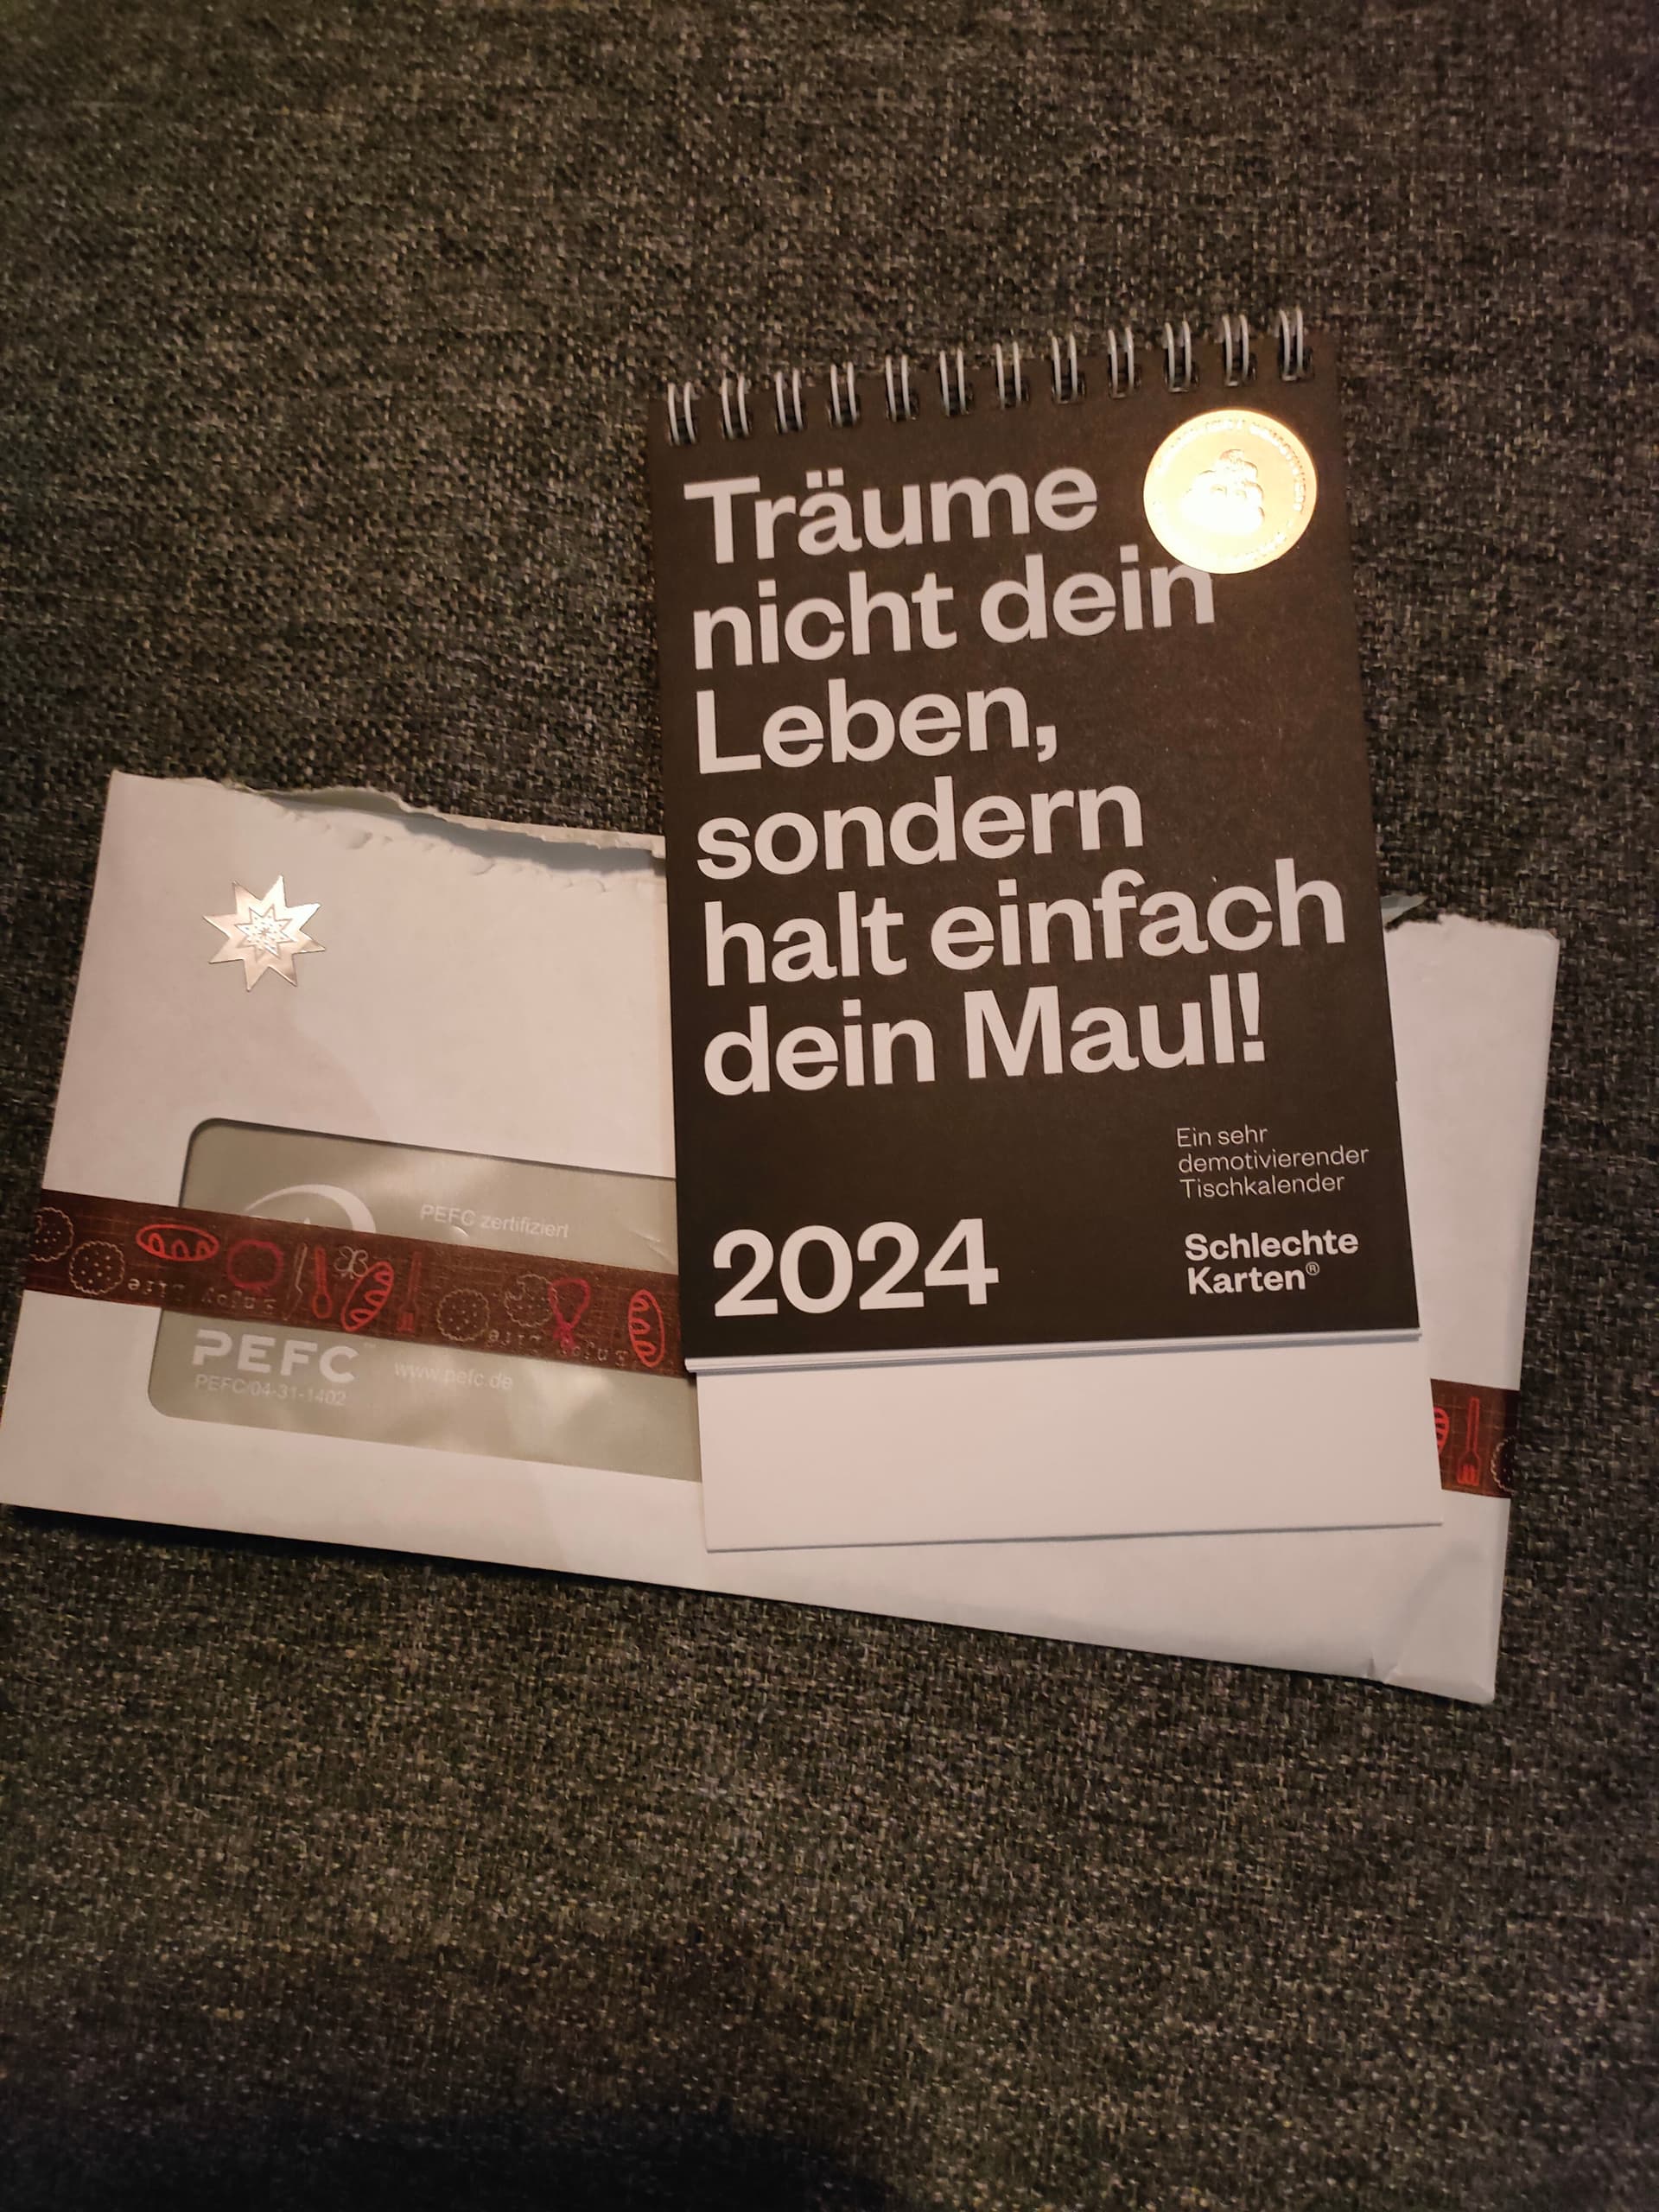 Träume
nicht dein
Leben,
sondern
halt einfach
dein Maul!
Ein sehr
demotivierender
Tischkalender
2024
Schlechte
Karten®
PEFC zertifiziert
PEFC™
PEFC/04-31-1402
www.pefc.de